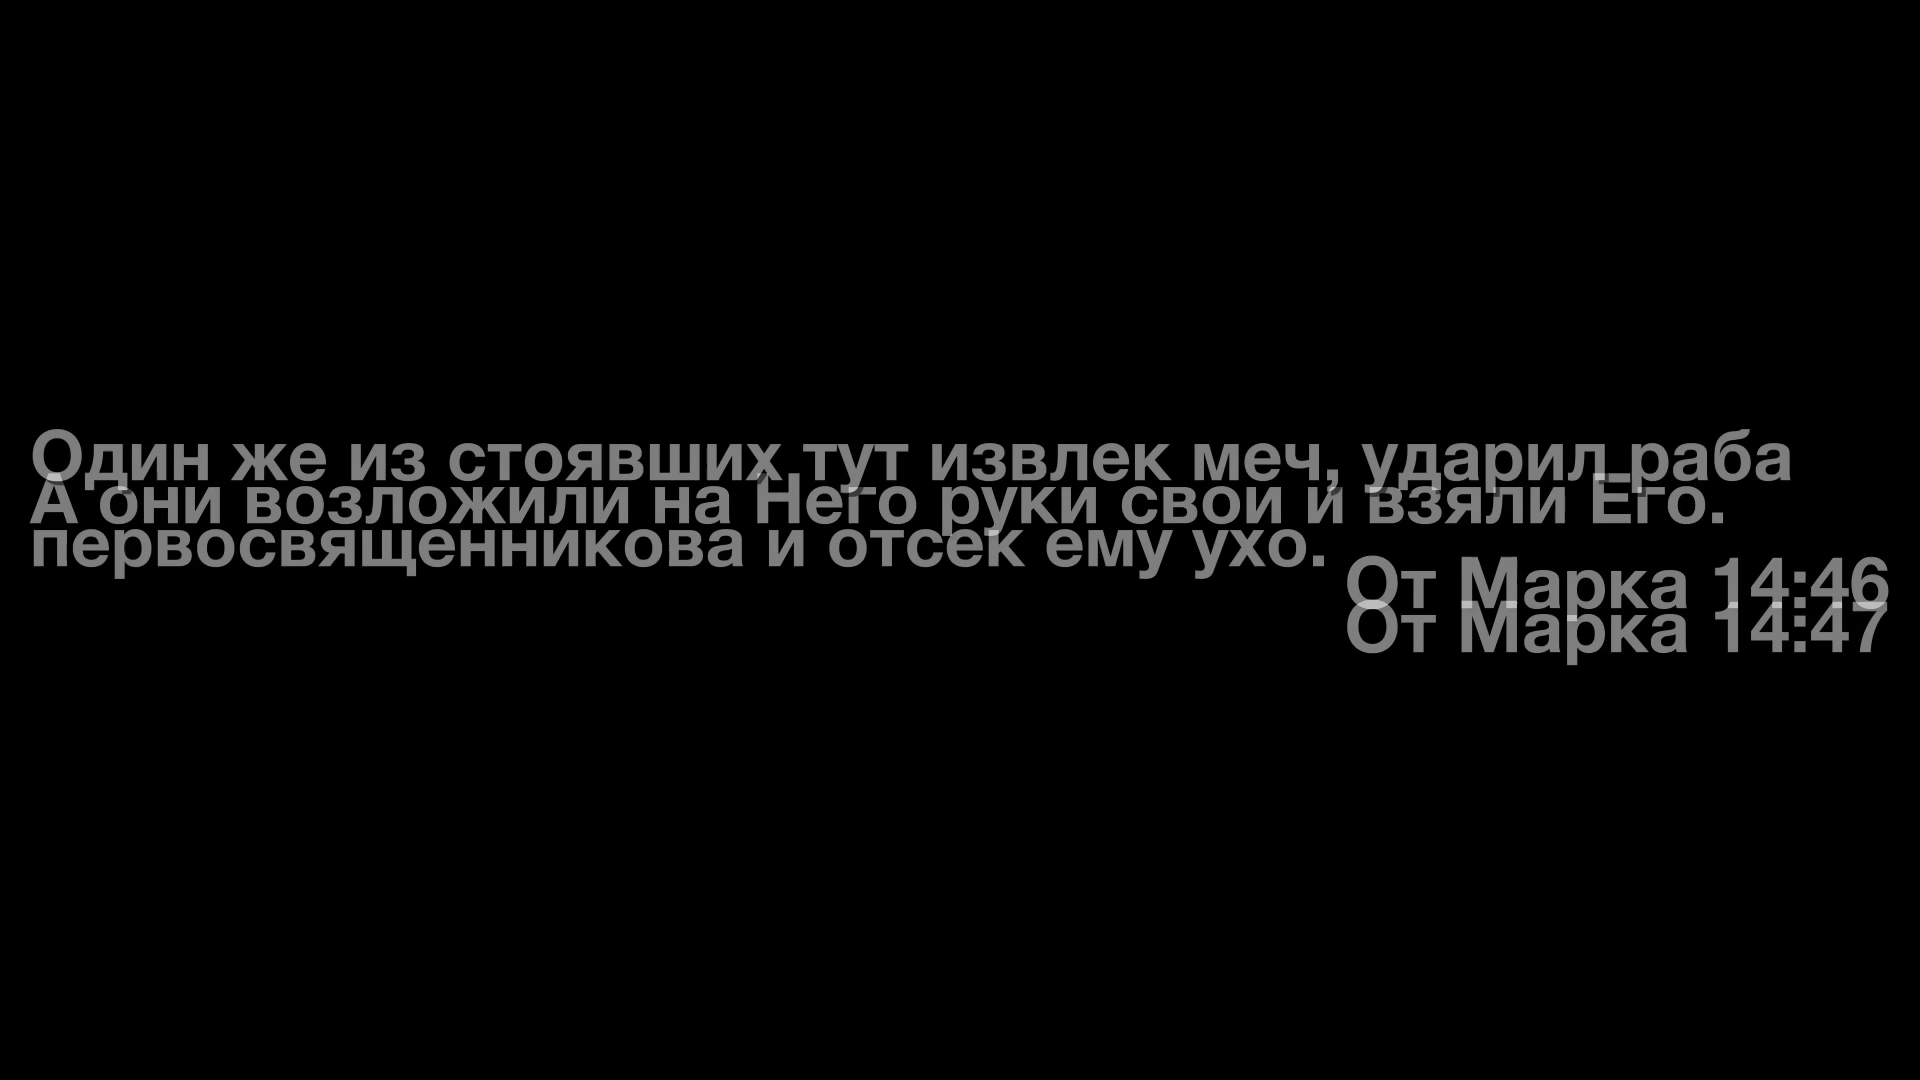 Один же из стоявших тут извлек меч, ударил раба
А они возложили на Него руки свои и взяли Его.
первосвященникова и отсек ему ухо.
От Марка 14:46
От Марка 14:47